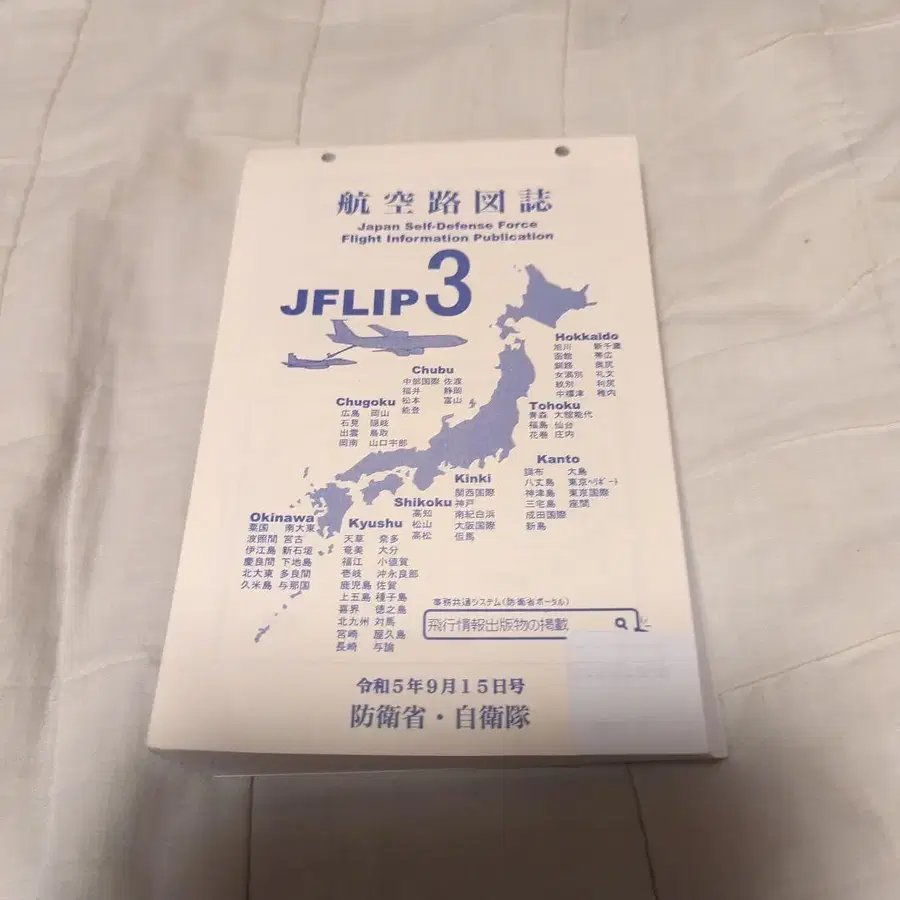 航空路図誌
Japan Self-Defense Force
Flight Information Publication
JFLIP 3
Hokkaido
旭川 新千歳
函館 帯広
釧路 奥尻
女満別 礼文
紋別 利尻
中標津 稚内
Chubu
中部国際 佐渡
福井 静岡
松本 富山
能登
Chugoku
広島 岡山
石見 隠岐
出雲 鳥取
岡南 山口宇部
Tohoku
青森 大館能代
福島 仙台
花巻 庄内
Kanto
調布 大島
八丈島 東京ヘリポート
神津島 東京国際
三宅島 座間
成田国際
新島
Kinki
関西国際
神戸
南紀白浜
大阪国際
但馬
Shikoku
高知
松山
高松
Okinawa
粟国 南大東
波照間 宮古
伊江島 新石垣
慶良間 下地島
北大東 多良間
久米島 与那国
Kyushu
天草 奈多
奄美 大分
福江 小値賀
壱岐 沖永良部
鹿児島 佐賀
上五島 種子島
喜界 徳之島
北九州 対馬
宮崎 屋久島
長崎 与論
事務共通システム(防衛省ポータル)
飛行情報出版物の掲載
令和5年9月15日号
防衛省・自衛隊